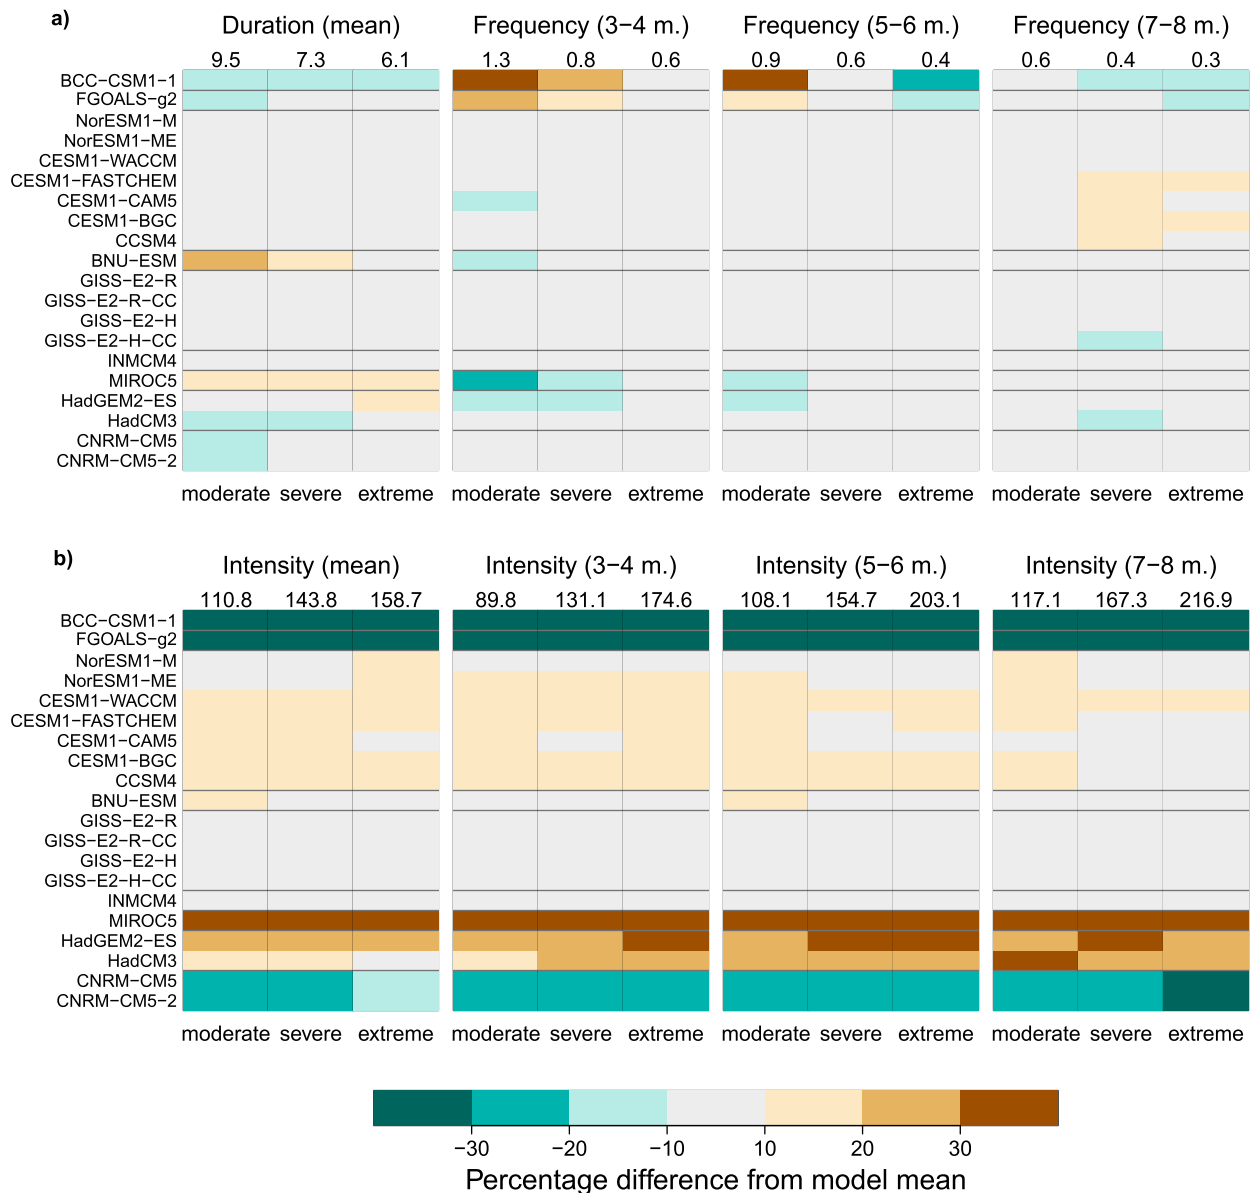 a)
Duration (mean) Frequency (3−4 m.) Frequency (5−6 m.) Frequency (7−8 m.)
9.5 7.3 6.1 1.3 0.8 0.6 0.9 0.6 0.4 0.6 0.4 0.3
BCC−CSM1−1
FGOALS−g2
NorESM1−M
NorESM1−ME
CESM1−WACCM
CESM1−FASTCHEM
CESM1−CAM5
CESM1−BGC
CCSM4
BNU−ESM
GISS−E2−R
GISS−E2−R−CC
GISS−E2−H
GISS−E2−H−CC
INMCM4
MIROC5
HadGEM2−ES
HadCM3
CNRM−CM5
CNRM−CM5−2
moderate severe extreme moderate severe extreme moderate severe extreme moderate severe extreme
b)
Intensity (mean) Intensity (3−4 m.) Intensity (5−6 m.) Intensity (7−8 m.)
110.8 143.8 158.7 89.8 131.1 174.6 108.1 154.7 203.1 117.1 167.3 216.9
BCC−CSM1−1
FGOALS−g2
NorESM1−M
NorESM1−ME
CESM1−WACCM
CESM1−FASTCHEM
CESM1−CAM5
CESM1−BGC
CCSM4
BNU−ESM
GISS−E2−R
GISS−E2−R−CC
GISS−E2−H
GISS−E2−H−CC
INMCM4
MIROC5
HadGEM2−ES
HadCM3
CNRM−CM5
CNRM−CM5−2
moderate severe extreme moderate severe extreme moderate severe extreme moderate severe extreme
−30 −20 −10 10 20 30
Percentage difference from model mean